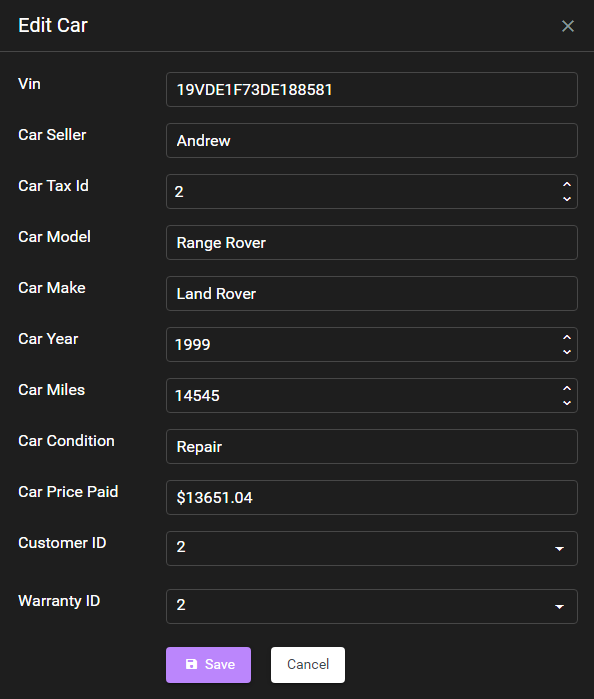 Edit Car
Vin 19VDE1F73DE188581
Car Seller Andrew
Car Tax Id 2
Car Model Range Rover
Car Make Land Rover
Car Year 1999
Car Miles 14545
Car Condition Repair
Car Price Paid $13651.04
Customer ID 2
Warranty ID 2
Save Cancel